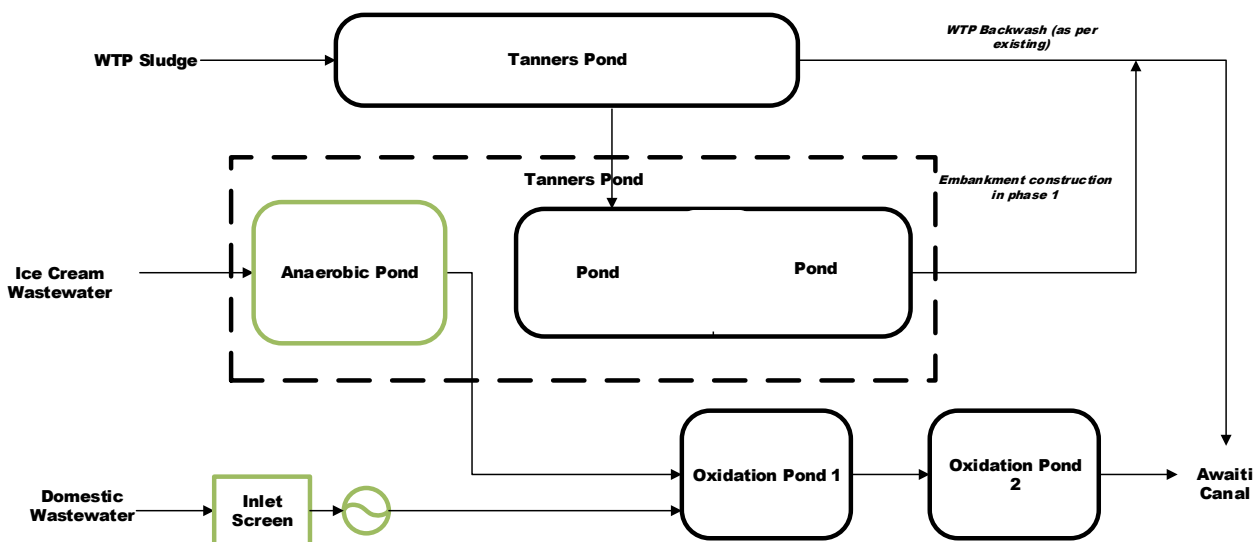 WTP Backwash (as per
existing)
WTP Sludge
Tanners Pond
Tanners Pond
Embankment construction
in phase 1
Ice Cream
Wastewater
Anaerobic Pond
Pond
Pond
Oxidation Pond 1
Oxidation Pond
2
Awaiti
Canal
Domestic
Wastewater
Inlet
Screen